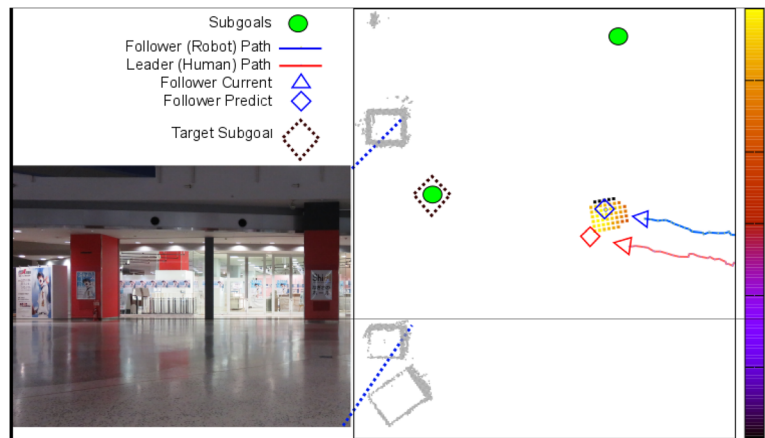 Subgoals
Follower (Robot) Path
Leader (Human) Path
Follower Current
Follower Predict
Target Subgoal